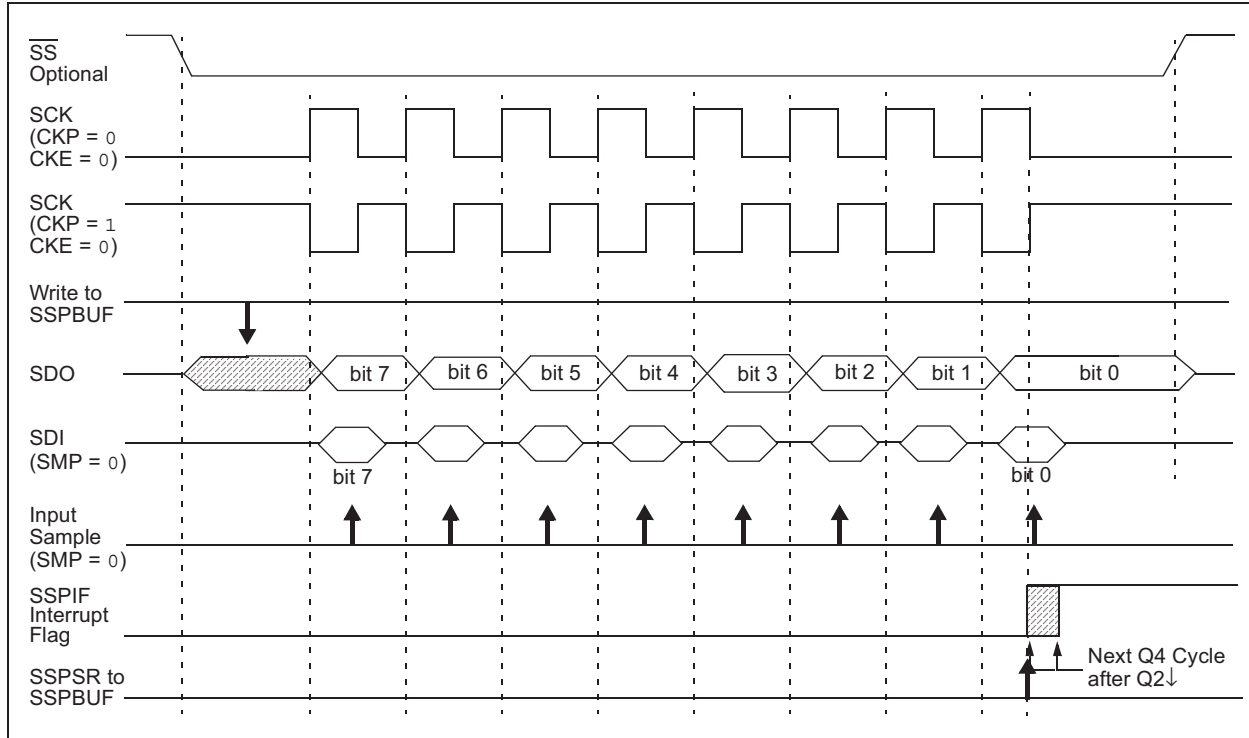 SS
Optional
SCK
(CKP = 0
CKE = 0)
SCK
(CKP = 1
CKE = 0)
Write to
SSPBUF
SDO
bit 7 bit 6 bit 5 bit 4 bit 3 bit 2 bit 1 bit 0
SDI
(SMP = 0)
bit 7 bit 0
Input
Sample
(SMP = 0)
SSPIF
Interrupt
Flag
Next Q4 Cycle
after Q2↓
SSPSR to
SSPBUF